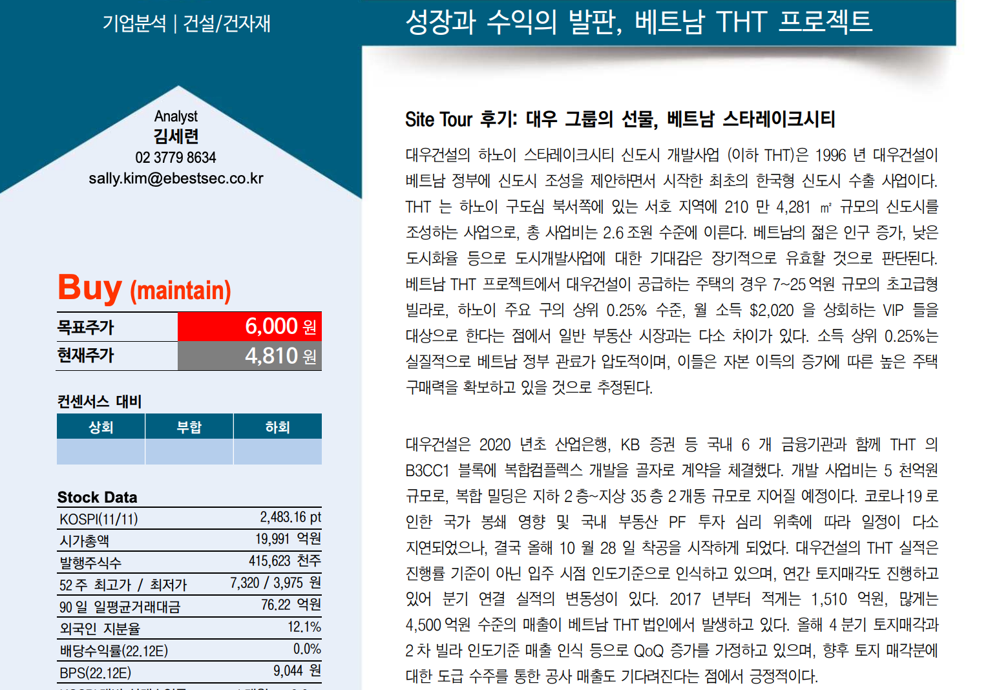 기업분석 | 건설/건자재
성장과 수익의 발판, 베트남 THT 프로젝트
Analyst
김세련
02 3779 8634
sally.kim@ebestsec.co.kr
Buy (maintain)
목표주가 6,000 원
현재주가 4,810 원
컨센서스 대비
상회 부합 하회
Stock Data
KOSPI(11/11) 2,483.16 pt
시가총액 19,991 억원
발행주식수 415,623 천주
52 주 최고가 / 최저가 7,320 / 3,975 원
90 일 일평균거래대금 76.22 억원
외국인 지분율 12.1%
배당수익률(22.12E) 0.0%
BPS(22.12E) 9,044 원
Site Tour 후기: 대우 그룹의 선물, 베트남 스타레이크시티
대우건설의 하노이 스타레이크시티 신도시 개발사업 (이하 THT)은 1996 년 대우건설이
베트남 정부에 신도시 조성을 제안하면서 시작한 최초의 한국형 신도시 수출 사업이다.
THT 는 하노이 구도심 북서쪽에 있는 서호 지역에 210 만 4,281 ㎡ 규모의 신도시를
조성하는 사업으로, 총 사업비는 2.6 조원 수준에 이른다. 베트남의 젊은 인구 증가, 낮은
도시화율 등으로 도시개발사업에 대한 기대감은 장기적으로 유효할 것으로 판단된다.
베트남 THT 프로젝트에서 대우건설이 공급하는 주택의 경우 7~25 억원 규모의 초고급형
빌라로, 하노이 주요 구의 상위 0.25% 수준, 월 소득 $2,020 을 상회하는 VIP 들을
대상으로 한다는 점에서 일반 부동산 시장과는 다소 차이가 있다. 소득 상위 0.25%는
실질적으로 베트남 정부 관료가 압도적이며, 이들은 자본 이득의 증가에 따른 높은 주택
구매력을 확보하고 있을 것으로 추정된다.
대우건설은 2020 년초 산업은행, KB 증권 등 국내 6 개 금융기관과 함께 THT 의
B3CC1 블록에 복합컴플렉스 개발을 골자로 계약을 체결했다. 개발 사업비는 5 천억원
규모로, 복합 밀딩은 지하 2 층~지상 35 층 2 개동 규모로 지어질 예정이다. 코로나 19 로
인한 국가 봉쇄 영향 및 국내 부동산 PF 투자 심리 위축에 따라 일정이 다소
지연되었으나, 결국 올해 10 월 28 일 착공을 시작하게 되었다. 대우건설의 THT 실적은
진행률 기준이 아닌 입주 시점 인도기준으로 인식하고 있으며, 연간 토지매각도 진행하고
있어 분기 연결 실적의 변동성이 있다. 2017 년부터 적게는 1,510 억원, 많게는
4,500 억원 수준의 매출이 베트남 THT 법인에서 발생하고 있다. 올해 4 분기 토지매각과
2 차 빌라 인도기준 매출 인식 등으로 QoQ 증가를 가정하고 있으며, 향후 토지 매각분에
대한 도급 수주를 통한 공사 매출도 기다려진다는 점에서 긍정적이다.